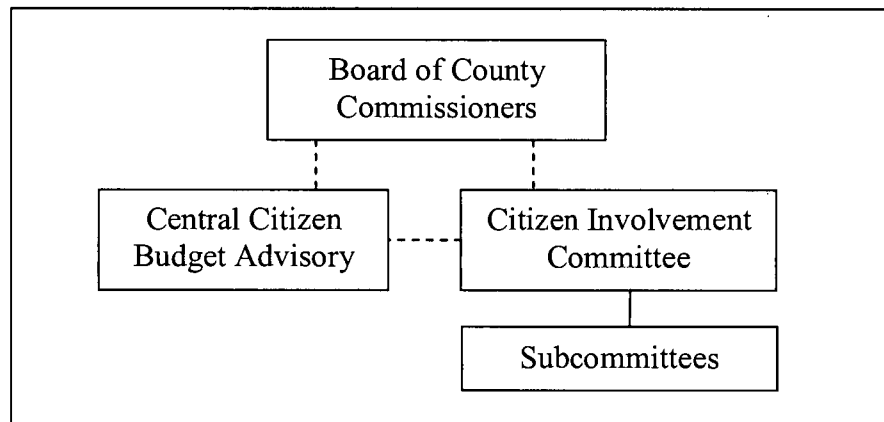 Board of County
Commissioners
Central Citizen
Budget Advisory
Citizen Involvement
Committee
Subcommittees